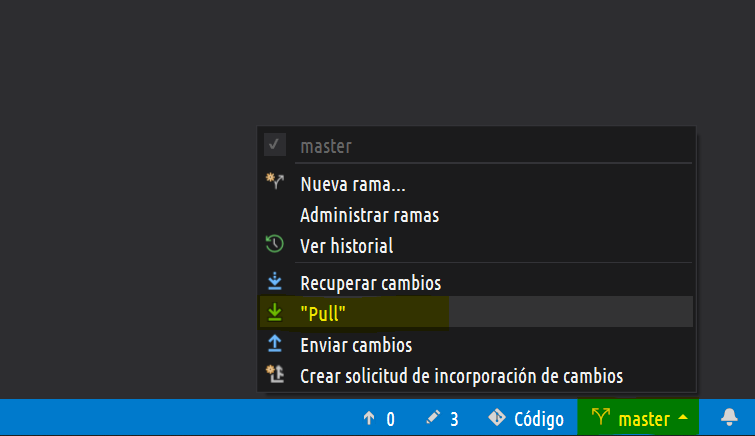 master
Nueva rama...
Administrar ramas
Ver historial
Recuperar cambios
"Pull"
Enviar cambios
Crear solicitud de incorporación de cambios
0 3 Código master